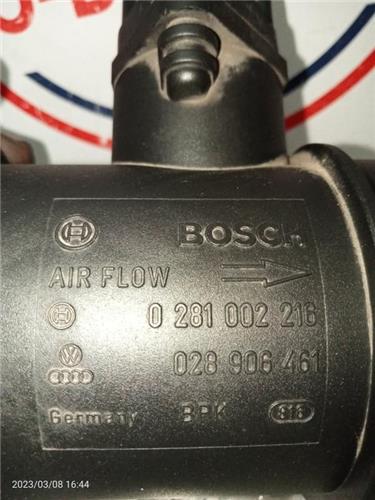 BOSCH
AIR FLOW
0 281 002 216
028 906 461
Germany BPK 816
2023/03/08 16:44